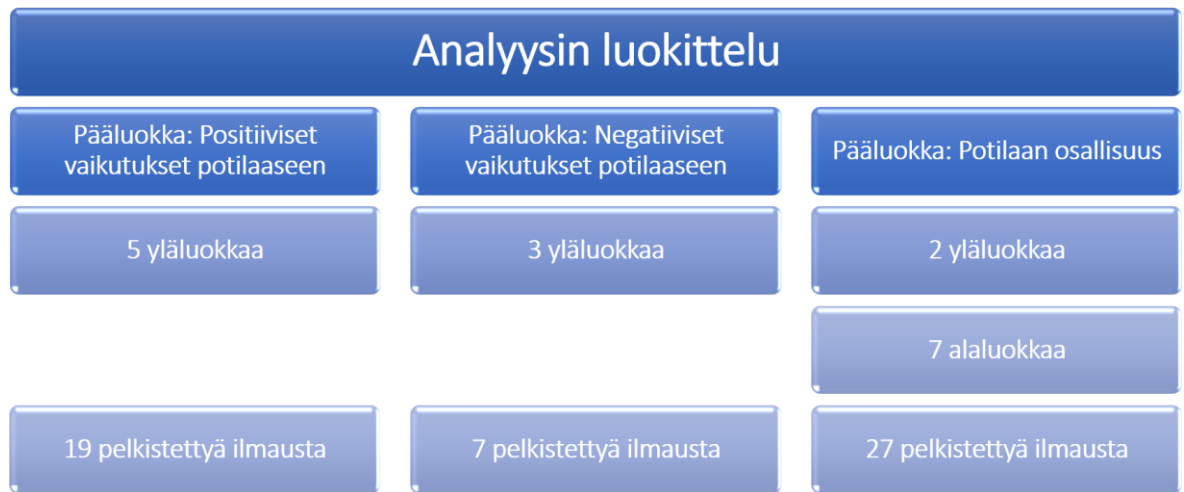 Analyysin luokittelu
Pääluokka: Positiiviset
vaikutukset potilaaseen
Pääluokka: Negatiiviset
vaikutukset potilaaseen
Pääluokka: Potilaan osallisuus
5 yläluokkaa
3 yläluokkaa
2 yläluokkaa
7 alaluokkaa
19 pelkistettyä ilmausta
7 pelkistettyä ilmausta
27 pelkistettyä ilmausta